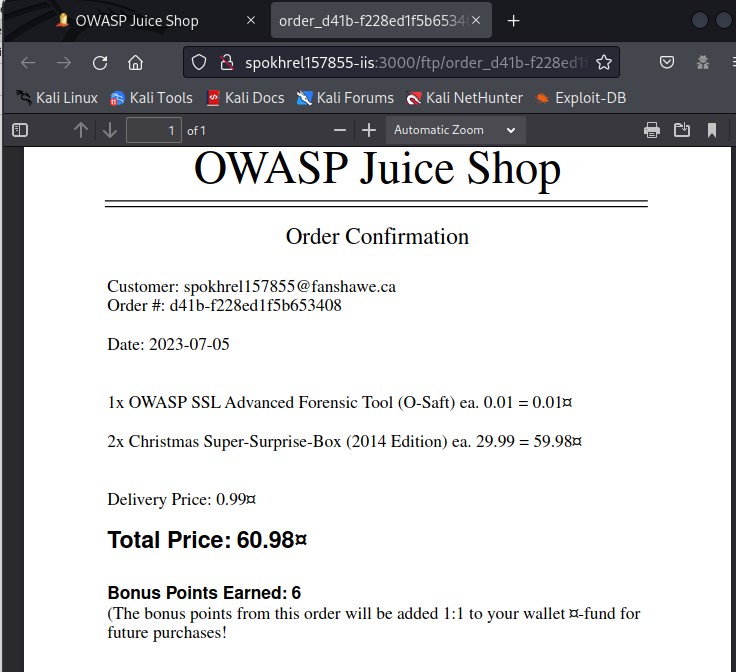 OWASP Juice Shop
order_d41b-f228ed1f5b6534
spokhrel157855-iis:3000/ftp/order_d41b-f228ed1
Kali Linux Kali Tools Kali Docs Kali Forums Kali NetHunter Exploit-DB
1 of 1 Automatic Zoom
OWASP Juice Shop
Order Confirmation
Customer: spokhrel157855@fanshawe.ca
Order #: d41b-f228ed1f5b653408
Date: 2023-07-05
1x OWASP SSL Advanced Forensic Tool (O-Saft) ea. 0.01 = 0.01¤
2x Christmas Super-Surprise-Box (2014 Edition) ea. 29.99 = 59.98¤
Delivery Price: 0.99¤
Total Price: 60.98¤
Bonus Points Earned: 6
(The bonus points from this order will be added 1:1 to your wallet ¤-fund for
future purchases!